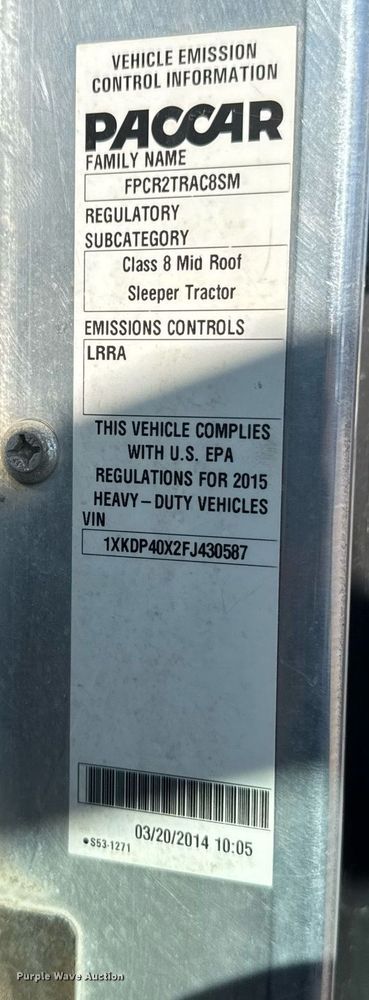 VEHICLE EMISSION
CONTROL INFORMATION
PACCAR
FAMILY NAME
FPCR2TRAC8SM
REGULATORY
SUBCATEGORY
Class 8 Mid Roof
Sleeper Tractor
EMISSIONS CONTROLS
LRRA
THIS VEHICLE COMPLIES
WITH U.S. EPA
REGULATIONS FOR 2015
HEAVY – DUTY VEHICLES
VIN
1XKDP40X2FJ430587
03/20/2014 10:05
• S53-1271
Purple Wave Auction